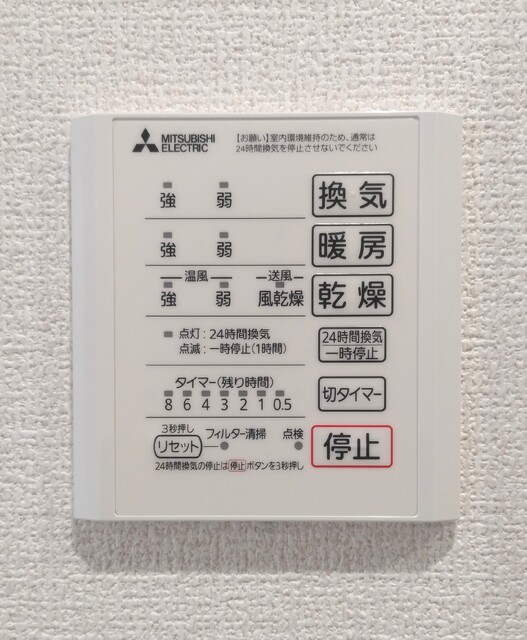 MITSUBISHI
ELECTRIC
【お願い】室内環境維持のため、通常は
24時間換気を停止させないでください
強 弱 換気
強 弱 暖房
温風 送風
強 弱 風乾燥 乾燥
点灯:24時間換気
点滅:一時停止(1時間)
24時間換気
一時停止
タイマー(残り時間)
8 6 4 3 2 1 0.5
切タイマー
3秒押し
リセット フィルター清掃 点検
停止
24時間換気の停止は停止ボタンを3秒押し